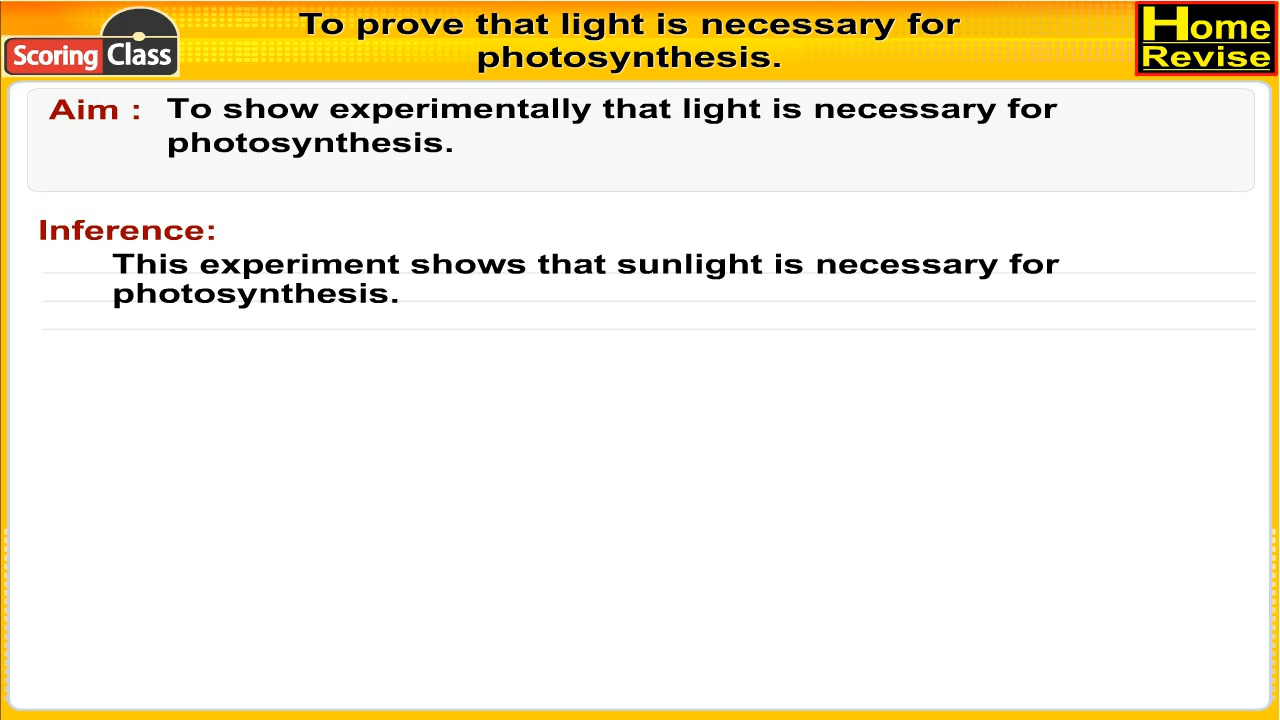 To prove that light is necessary for
photosynthesis.
Scoring Class
Home
Revise
Aim : To show experimentally that light is necessary for
photosynthesis.
Inference:
This experiment shows that sunlight is necessary for
photosynthesis.